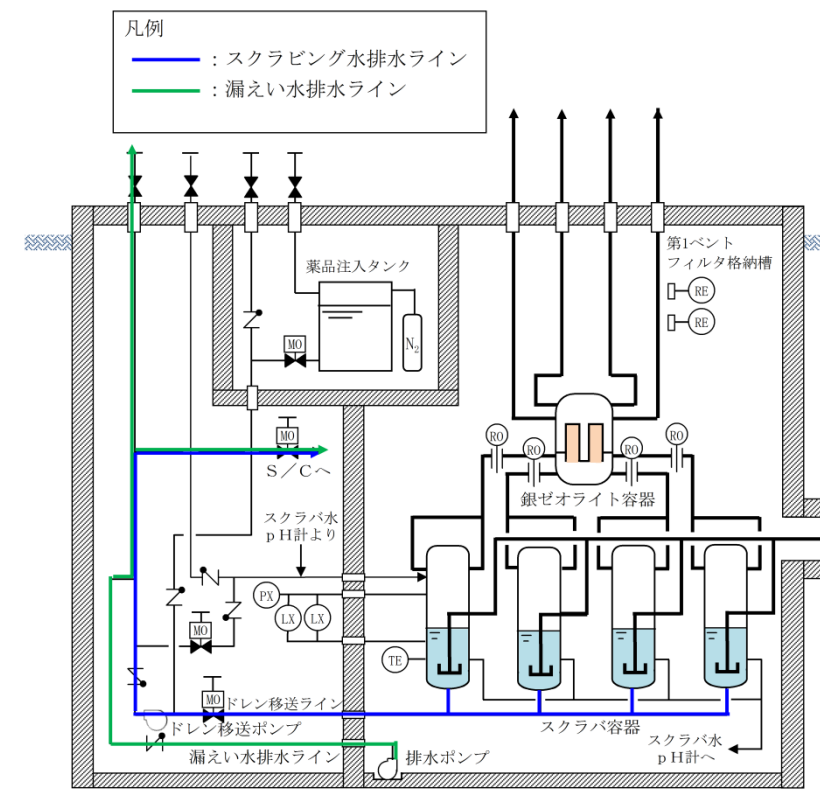 凡例
：スクラビング水排水ライン
：漏えい水排水ライン
第1ベント
フィルタ格納槽
RE
RE
薬品注入タンク
MO
N2
MO
S／Cへ
RO
RO
RO
RO
銀ゼオライト容器
スクラバ水
pH計より
PX
LX
LX
MO
TE
MO
ドレン移送ライン
ドレン移送ポンプ
スクラバ容器
漏えい水排水ライン
排水ポンプ
スクラバ水
pH計へ